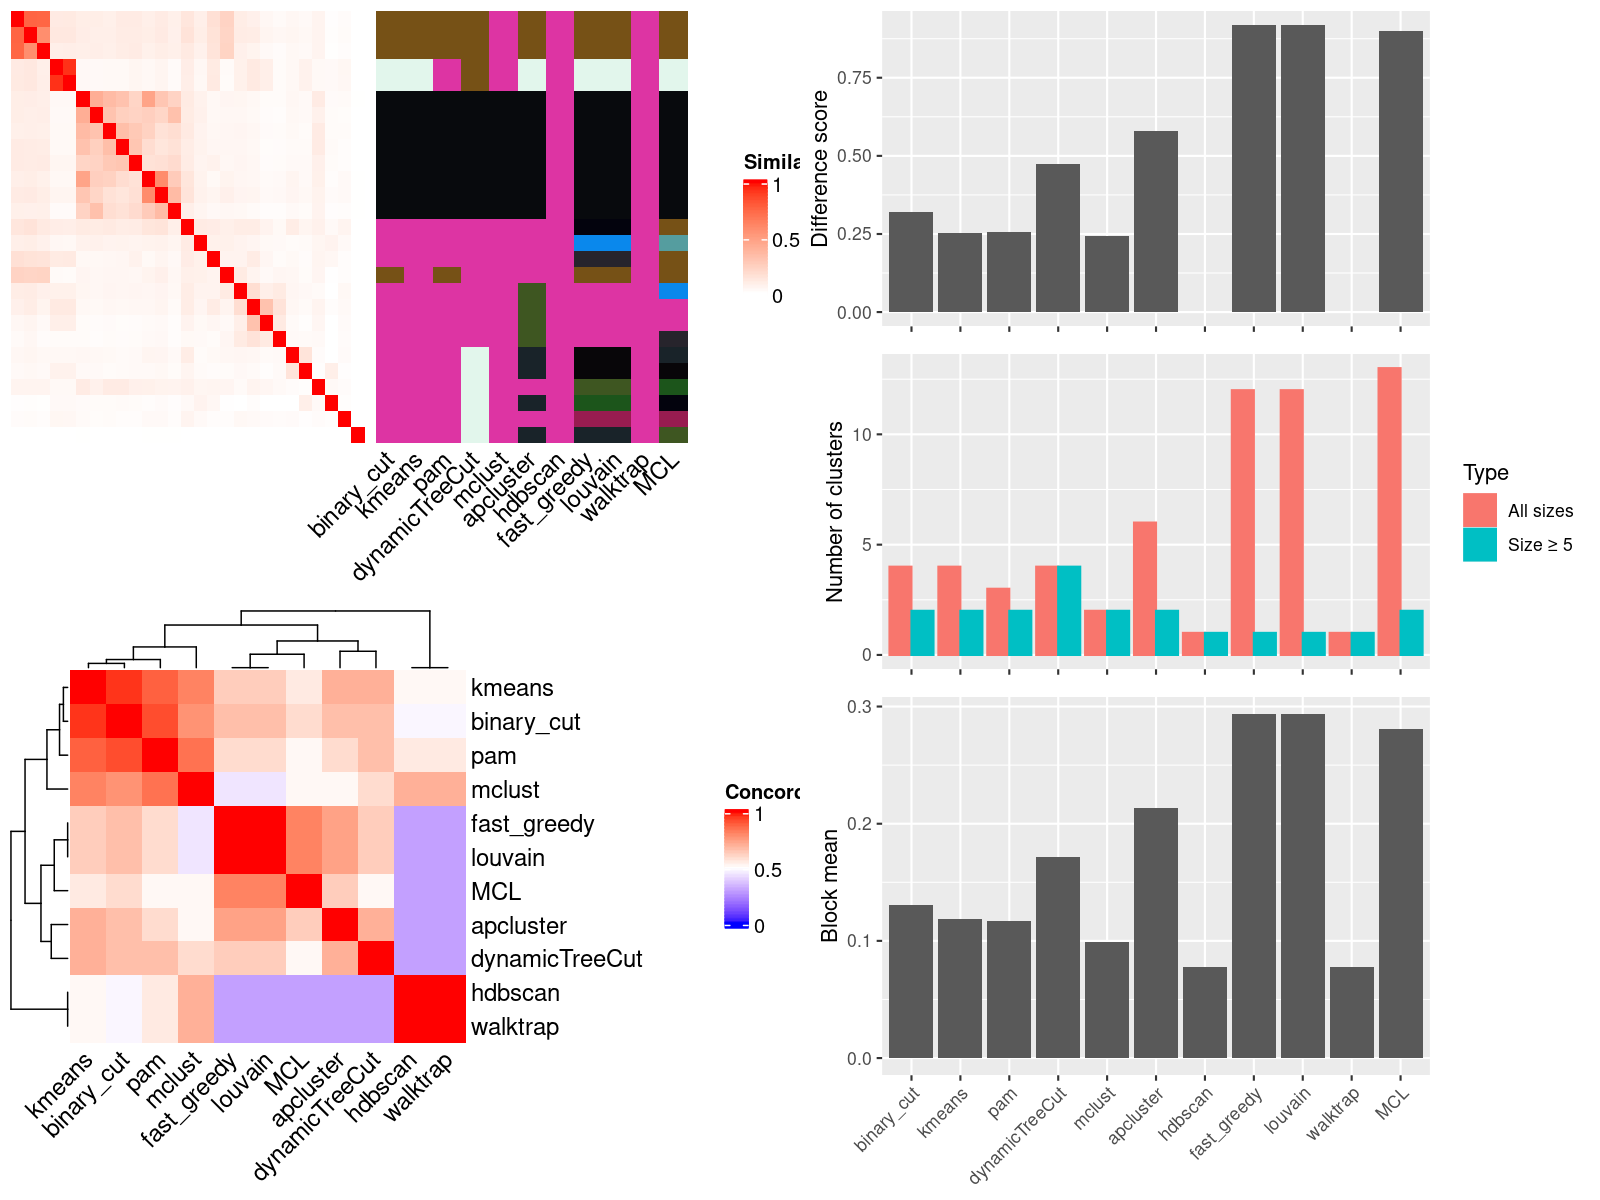 Simila
1
0.5
0
binary_cut
kmeans
pam
dynamicTreeCut
mclust
apcluster
hdbscan
fast_greedy
louvain
walktrap
MCL
Difference score
0.75
0.50
0.25
0.00
Number of clusters
10
5
0
Type
All sizes
Size ≥ 5
kmeans
binary_cut
pam
mclust
fast_greedy
louvain
MCL
apcluster
dynamicTreeCut
hdbscan
walktrap
kmeans
binary_cut
pam
mclust
fast_greedy
louvain
MCL
apcluster
dynamicTreeCut
hdbscan
walktrap
Concord
1
0.5
0
Block mean
0.3
0.2
0.1
0.0
binary_cut
kmeans
pam
dynamicTreeCut
mclust
apcluster
hdbscan
fast_greedy
louvain
walktrap
MCL